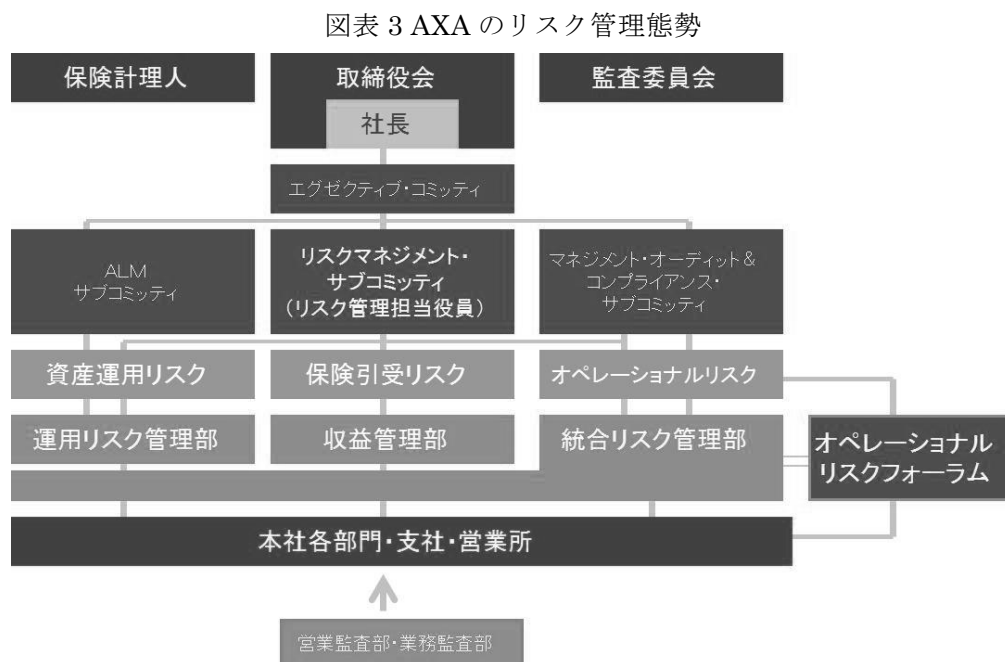 図表 3 AXA のリスク管理態勢
保険計理人
取締役会
監査委員会
社長
エグゼクティブ・コミッティ
ALM
サブコミッティ
リスクマネジメント・
サブコミッティ
(リスク管理担当役員)
マネジメント・オーディット&
コンプライアンス・
サブコミッティ
資産運用リスク
保険引受リスク
オペレーショナルリスク
運用リスク管理部
収益管理部
統合リスク管理部
オペレーショナル
リスクフォーラム
本社各部門・支社・営業所
営業監査部・業務監査部